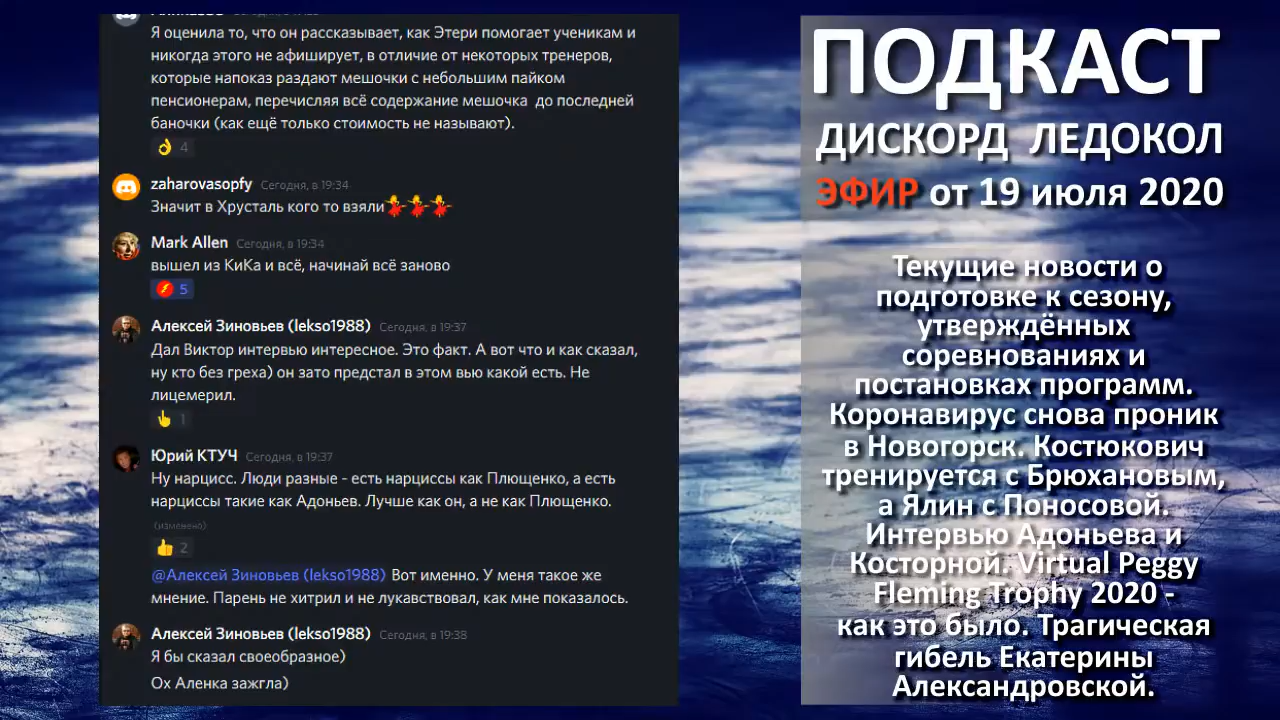 Я оценила то, что он рассказывает, как Этери помогает ученикам и
никогда этого не афиширует, в отличие от некоторых тренеров,
которые напоказ раздают мешочки с небольшим пайком
пенсионерам, перечисляя всё содержание мешочка до последней
баночки (как ещё только стоимость не называют).
4
zaharovasopfy Сегодня, в 19:34
Значит в Хрусталь кого то взяли
Mark Allen Сегодня, в 19:34
вышел из КиКа и всё, начинай всё заново
5
Алексей Зиновьев (lekso1988) Сегодня, в 19:37
Дал Виктор интервью интересное. Это факт. А вот что и как сказал,
ну кто без греха) он зато предстал в этом вью какой есть. Не
лицемерил.
1
Юрий КТУЧ Сегодня, в 19:37
Ну нарцисс. Люди разные - есть нарциссы как Плющенко, а есть
нарциссы такие как Адоньев. Лучше как он, а не как Плющенко.
(изменено)
2
@Алексей Зиновьев (lekso1988) Вот именно. У меня такое же
мнение. Парень не хитрил и не лукавствовал, как мне показалось.
Алексей Зиновьев (lekso1988) Сегодня, в 19:38
Я бы сказал своеобразное)
Ох Аленка зажгла)
ПОДКАСТ
ДИСКОРД ЛЕДОКОЛ
ЭФИР от 19 июля 2020
Текущие новости о
подготовке к сезону,
утверждённых
соревнованиях и
постановках программ.
Коронавирус снова проник
в Новогорск. Костюкович
тренируется с Брюхановым,
а Ялин с Поносовой.
Интервью Адоньева и
Косторной. Virtual Peggy
Fleming Trophy 2020 -
как это было. Трагическая
гибель Екатерины
Александровской.